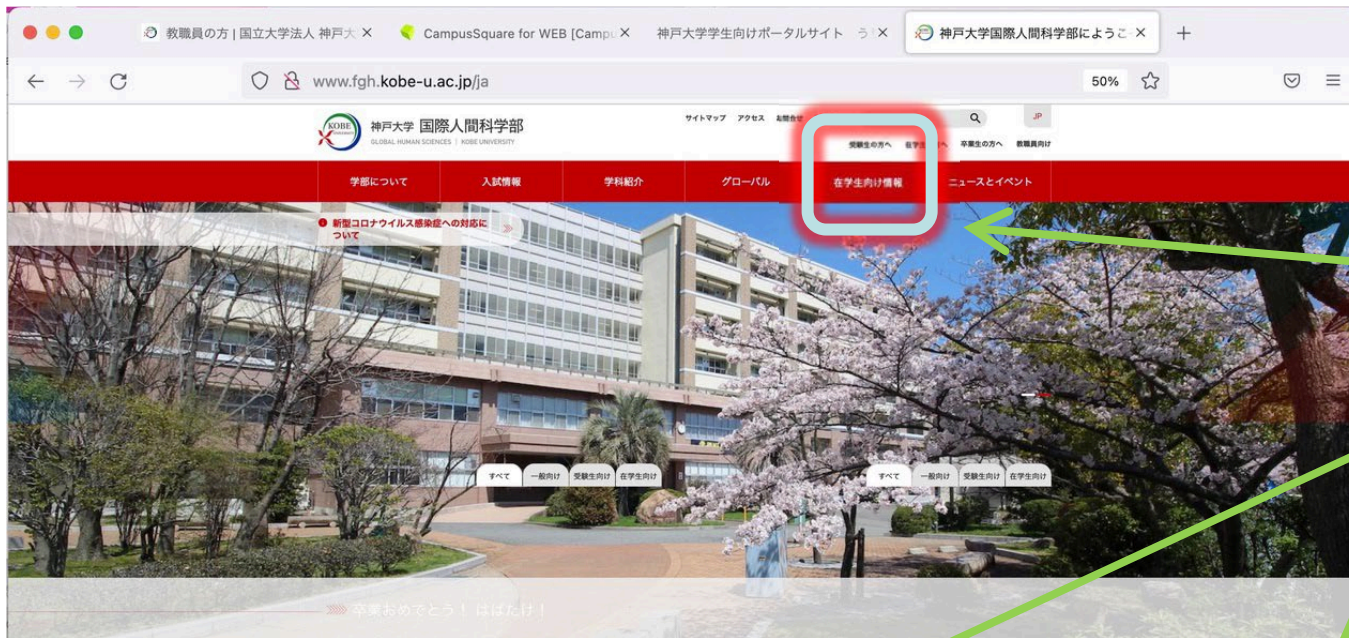 教職員の方 | 国立大学法人 神戸大
CampusSquare for WEB [Campu
神戸大学学生向けポータルサイト う
神戸大学国際人間科学部にようこ
www.fgh.kobe-u.ac.jp/ja
50%
KOBE
神戸大学 国際人間科学部
GLOBAL HUMAN SCIENCES | KOBE UNIVERSITY
サイトマップ アクセス お問合せ
JP
受験生の方へ 在学生 へ 卒業生の方へ 教職員向け
学部について 入試情報 学科紹介 グローバル 在学生向け情報 ニュースとイベント
新型コロナウイルス感染症への対応に
ついて
すべて 一般向け 受験生向け 在学生向け
すべて 一般向け 受験生向け 在学生向け
卒業おめでとう! はばたけ!